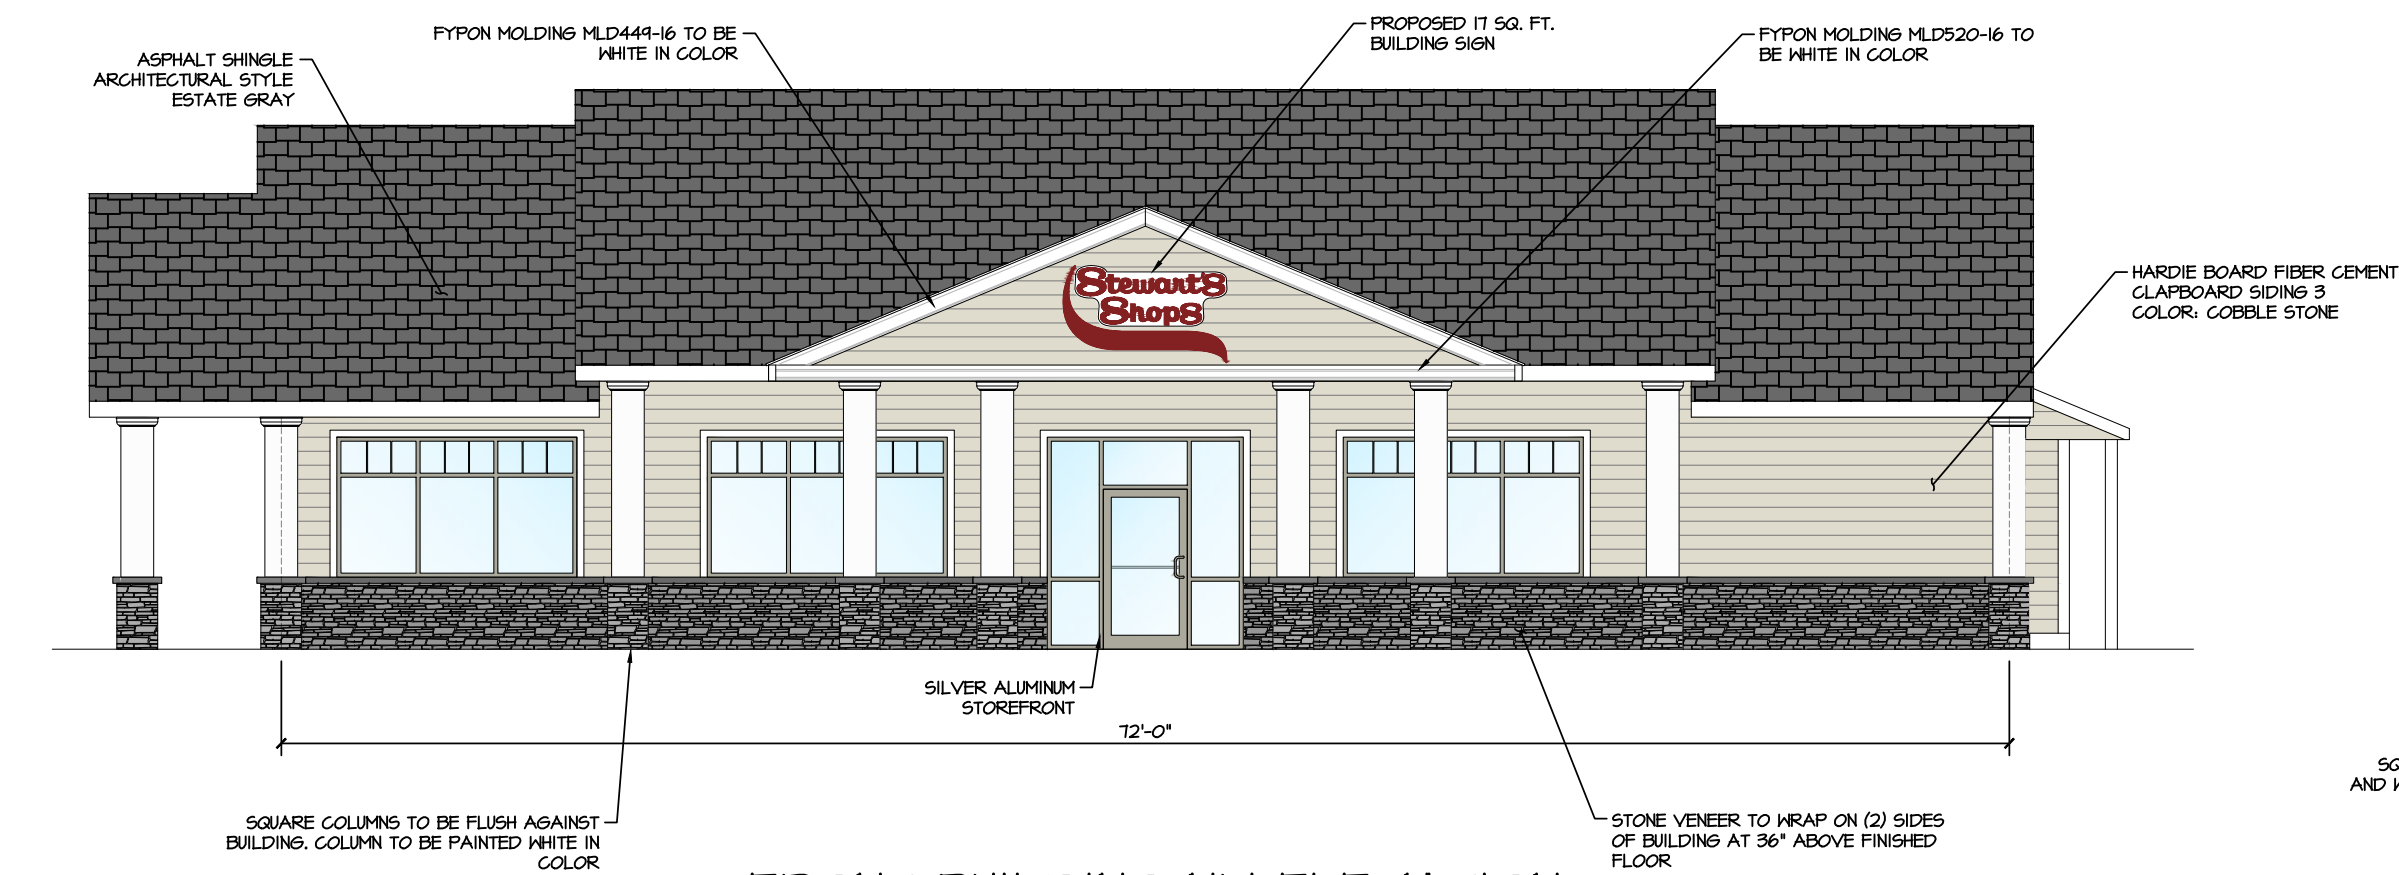 FYPON MOLDING MLD449-16 TO BE
WHITE IN COLOR
ASPHALT SHINGLE
ARCHITECTURAL STYLE
ESTATE GRAY
PROPOSED 17 SQ. FT.
BUILDING SIGN
FYPON MOLDING MLD520-16 TO
BE WHITE IN COLOR
Stewart's
Shops
HARDIE BOARD FIBER CEMENT
CLAPBOARD SIDING 3
COLOR: COBBLE STONE
SILVER ALUMINUM
STOREFRONT
72'-0"
SQUARE COLUMNS TO BE FLUSH AGAINST
BUILDING. COLUMN TO BE PAINTED WHITE IN
COLOR
STONE VENEER TO WRAP ON (2) SIDES
OF BUILDING AT 36" ABOVE FINISHED
FLOOR
AND